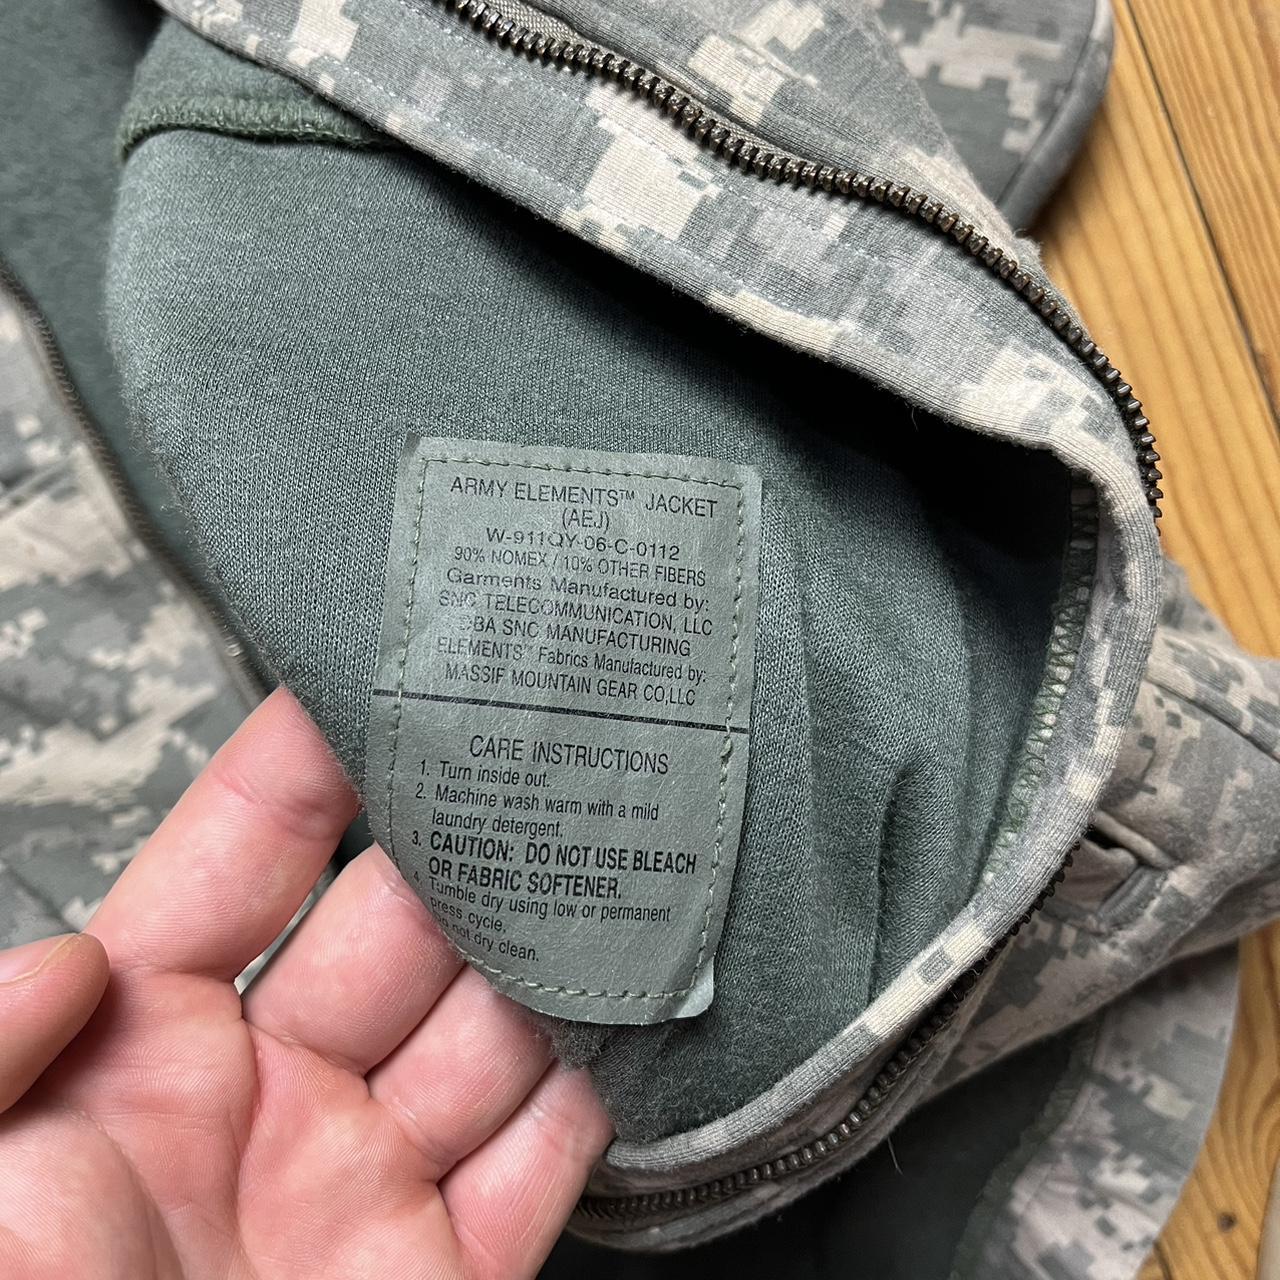 ARMY ELEMENTS™ JACKET
(AEJ)
W-911QY-06-C-0112
90% NOMEX / 10% OTHER FIBERS
Garments Manufactured by:
SNC TELECOMMUNICATION, LLC
DBA SNC MANUFACTURING
ELEMENTS™ Fabrics Manufactured by:
MASSIF MOUNTAIN GEAR CO,LLC
CARE INSTRUCTIONS
1. Turn inside out.
2. Machine wash warm with a mild
laundry detergent.
3. CAUTION: DO NOT USE BLEACH
OR FABRIC SOFTENER.
4. Tumble dry using low or permanent
press cycle.
not dry clean.